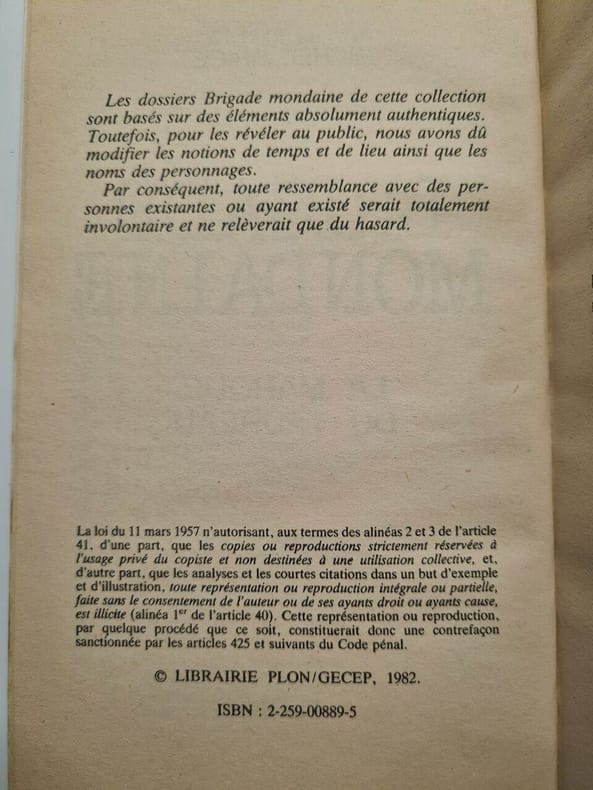 Les dossiers Brigade mondaine de cette collection
sont basés sur des éléments absolument authentiques.
Toutefois, pour les révéler au public, nous avons dû
modifier les notions de temps et de lieu ainsi que les
noms des personnages.
Par conséquent, toute ressemblance avec des per-
sonnes existantes ou ayant existé serait totalement
involontaire et ne relèverait que du hasard.
La loi du 11 mars 1957 n'autorisant, aux termes des alinéas 2 et 3 de l'article
41, d'une part, que les copies ou reproductions strictement réservées à
l'usage privé du copiste et non destinées à une utilisation collective, et,
d'autre part, que les analyses et les courtes citations dans un but d'exemple
et d'illustration, toute représentation ou reproduction intégrale ou partielle,
faite sans le consentement de l'auteur ou de ses ayants droit ou ayants cause,
est illicite (alinéa 1er de l'article 40). Cette représentation ou reproduction,
par quelque procédé que ce soit, constituerait donc une contrefaçon
sanctionnée par les articles 425 et suivants du Code pénal.
© LIBRAIRIE PLON/GECEP, 1982.
ISBN : 2-259-00889-5